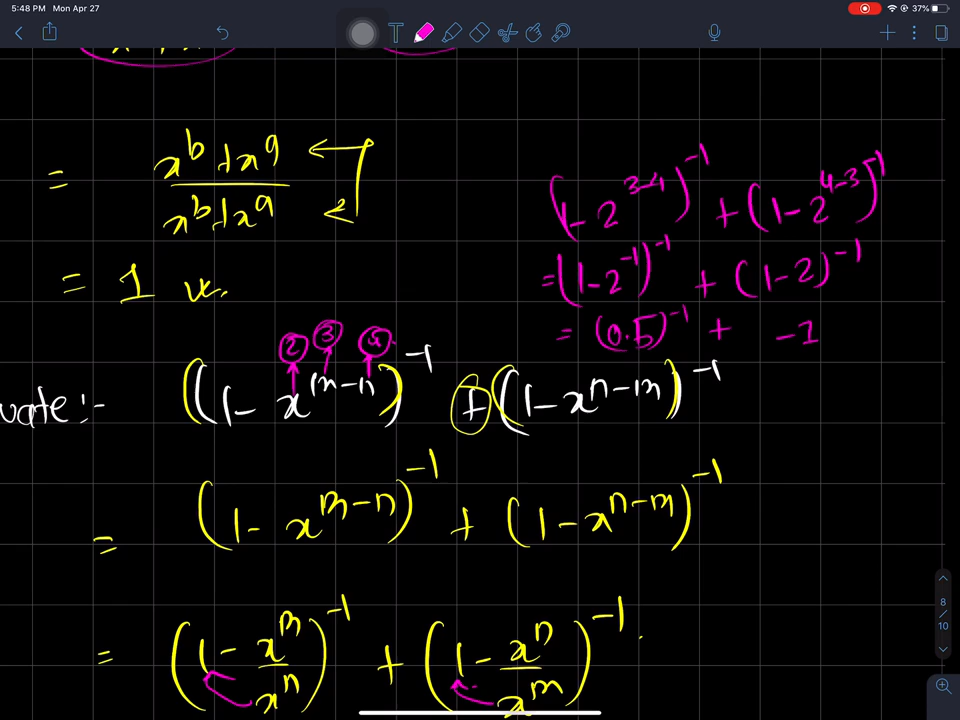 5:48 PM Mon Apr 27
37%
T
= (x^b + x^a) / (x^b + x^a)
= 1
(1 - 2^(3-4))^-1 + (1 - 2^(4-3))^-1
= (1 - 2^-1)^-1 + (1 - 2)^-1
= (0.5)^-1 + -1
2 3 4
uate :- ((1 - x^(m-n))^-1 + ((1 - x^(n-m))^-1
= (1 - x^(m-n))^-1 + (1 - x^(n-m))^-1
= (1 - x^m / x^n)^-1 + (1 - x^n / x^m)^-1
8
/
10